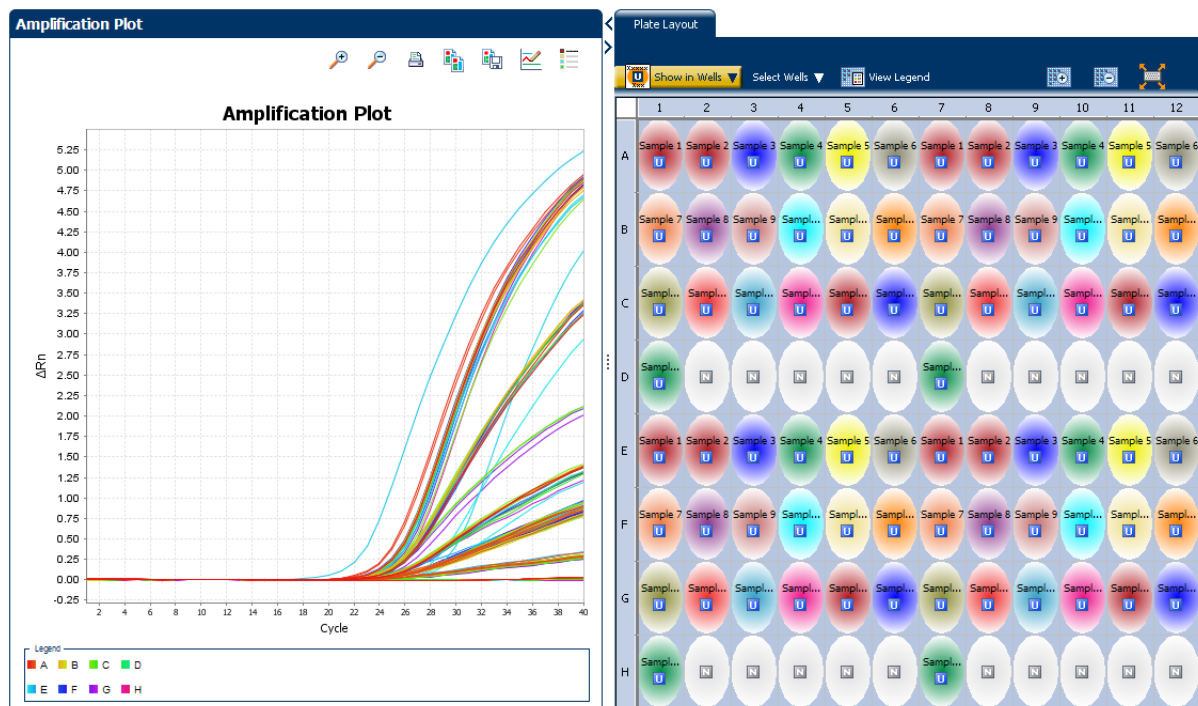 Amplification Plot
Amplification Plot
5.25
5.00
4.75
4.50
4.25
4.00
3.75
3.50
3.25
3.00
2.75
2.50
2.25
2.00
1.75
1.50
1.25
1.00
0.75
0.50
0.25
0.00
-0.25
ΔRn
2 4 6 8 10 12 14 16 18 20 22 24 26 28 30 32 34 36 38 40
Cycle
Legend
A B C D
E F G H
Plate Layout
U Show in Wells ▼ Select Wells ▼ View Legend
1 2 3 4 5 6 7 8 9 10 11 12
A
Sample 1 Sample 2 Sample 3 Sample 4 Sample 5 Sample 6 Sample 1 Sample 2 Sample 3 Sample 4 Sample 5 Sample 6
U U U U U U U U U U U U
B
Sample 7 Sample 8 Sample 9 Sampl... Sampl... Sampl... Sample 7 Sample 8 Sample 9 Sampl... Sampl... Sampl...
U U U U U U U U U U U U
C
Sampl... Sampl... Sampl... Sampl... Sampl... Sampl... Sampl... Sampl... Sampl... Sampl... Sampl... Sampl...
U U U U U U U U U U U U
D
Sampl... Sampl...
U N N N N N U N N N N N
E
Sample 1 Sample 2 Sample 3 Sample 4 Sample 5 Sample 6 Sample 1 Sample 2 Sample 3 Sample 4 Sample 5 Sample 6
U U U U U U U U U U U U
F
Sample 7 Sample 8 Sample 9 Sampl... Sampl... Sampl... Sample 7 Sample 8 Sample 9 Sampl... Sampl... Sampl...
U U U U U U U U U U U U
G
Sampl... Sampl... Sampl... Sampl... Sampl... Sampl... Sampl... Sampl... Sampl... Sampl... Sampl... Sampl...
U U U U U U U U U U U U
H
Sampl... Sampl...
U N N N N N U N N N N N